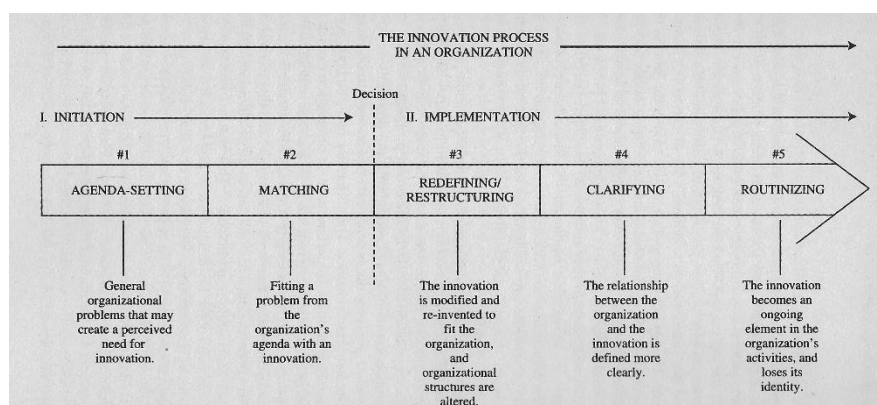 THE INNOVATION PROCESS
IN AN ORGANIZATION
Decision
I. INITIATION
II. IMPLEMENTATION
#1
#2
#3
#4
#5
AGENDA-SETTING
MATCHING
REDEFINING/
RESTRUCTURING
CLARIFYING
ROUTINIZING
General
organizational
problems that may
create a perceived
need for
innovation.
Fitting a
problem from
the
organization's
agenda with an
innovation.
The innovation
is modified and
re-invented to
fit the
organization,
and
organizational
structures are
altered.
The relationship
between the
organization
and the
innovation is
defined more
clearly.
The innovation
becomes an
ongoing
element in the
organization's
activities, and
loses its
identity.